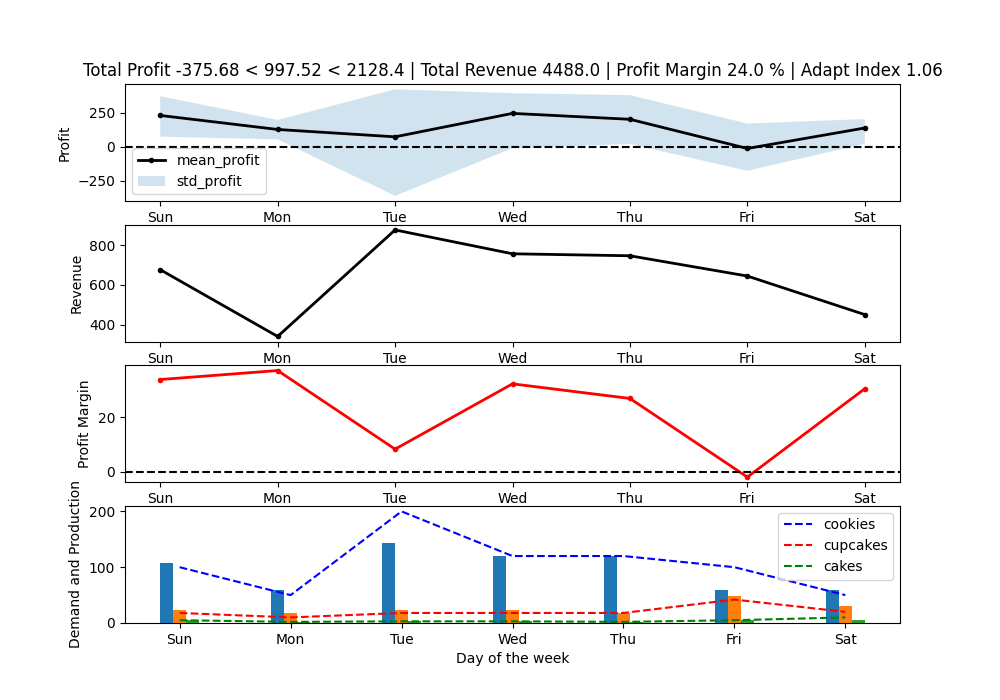 Total Profit -375.68 < 997.52 < 2128.4 | Total Revenue 4488.0 | Profit Margin 24.0 % | Adapt Index 1.06
Profit
250
0
−250
mean_profit
std_profit
Sun Mon Tue Wed Thu Fri Sat
Revenue
800
600
400
Sun Mon Tue Wed Thu Fri Sat
Profit Margin
20
0
Sun Mon Tue Wed Thu Fri Sat
Demand and Production
200
100
0
cookies
cupcakes
cakes
Sun Mon Tue Wed Thu Fri Sat
Day of the week